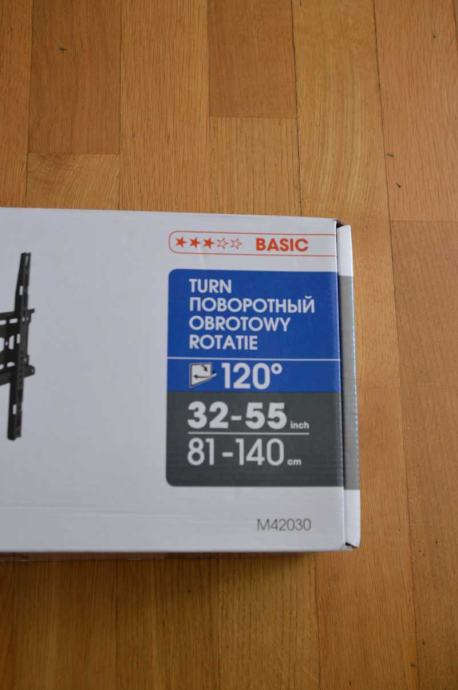 BASIC
TURN
ПОВОРОТНЫЙ
OBROTOWY
ROTATIE
120°
32-55 inch
81-140 cm
M42030